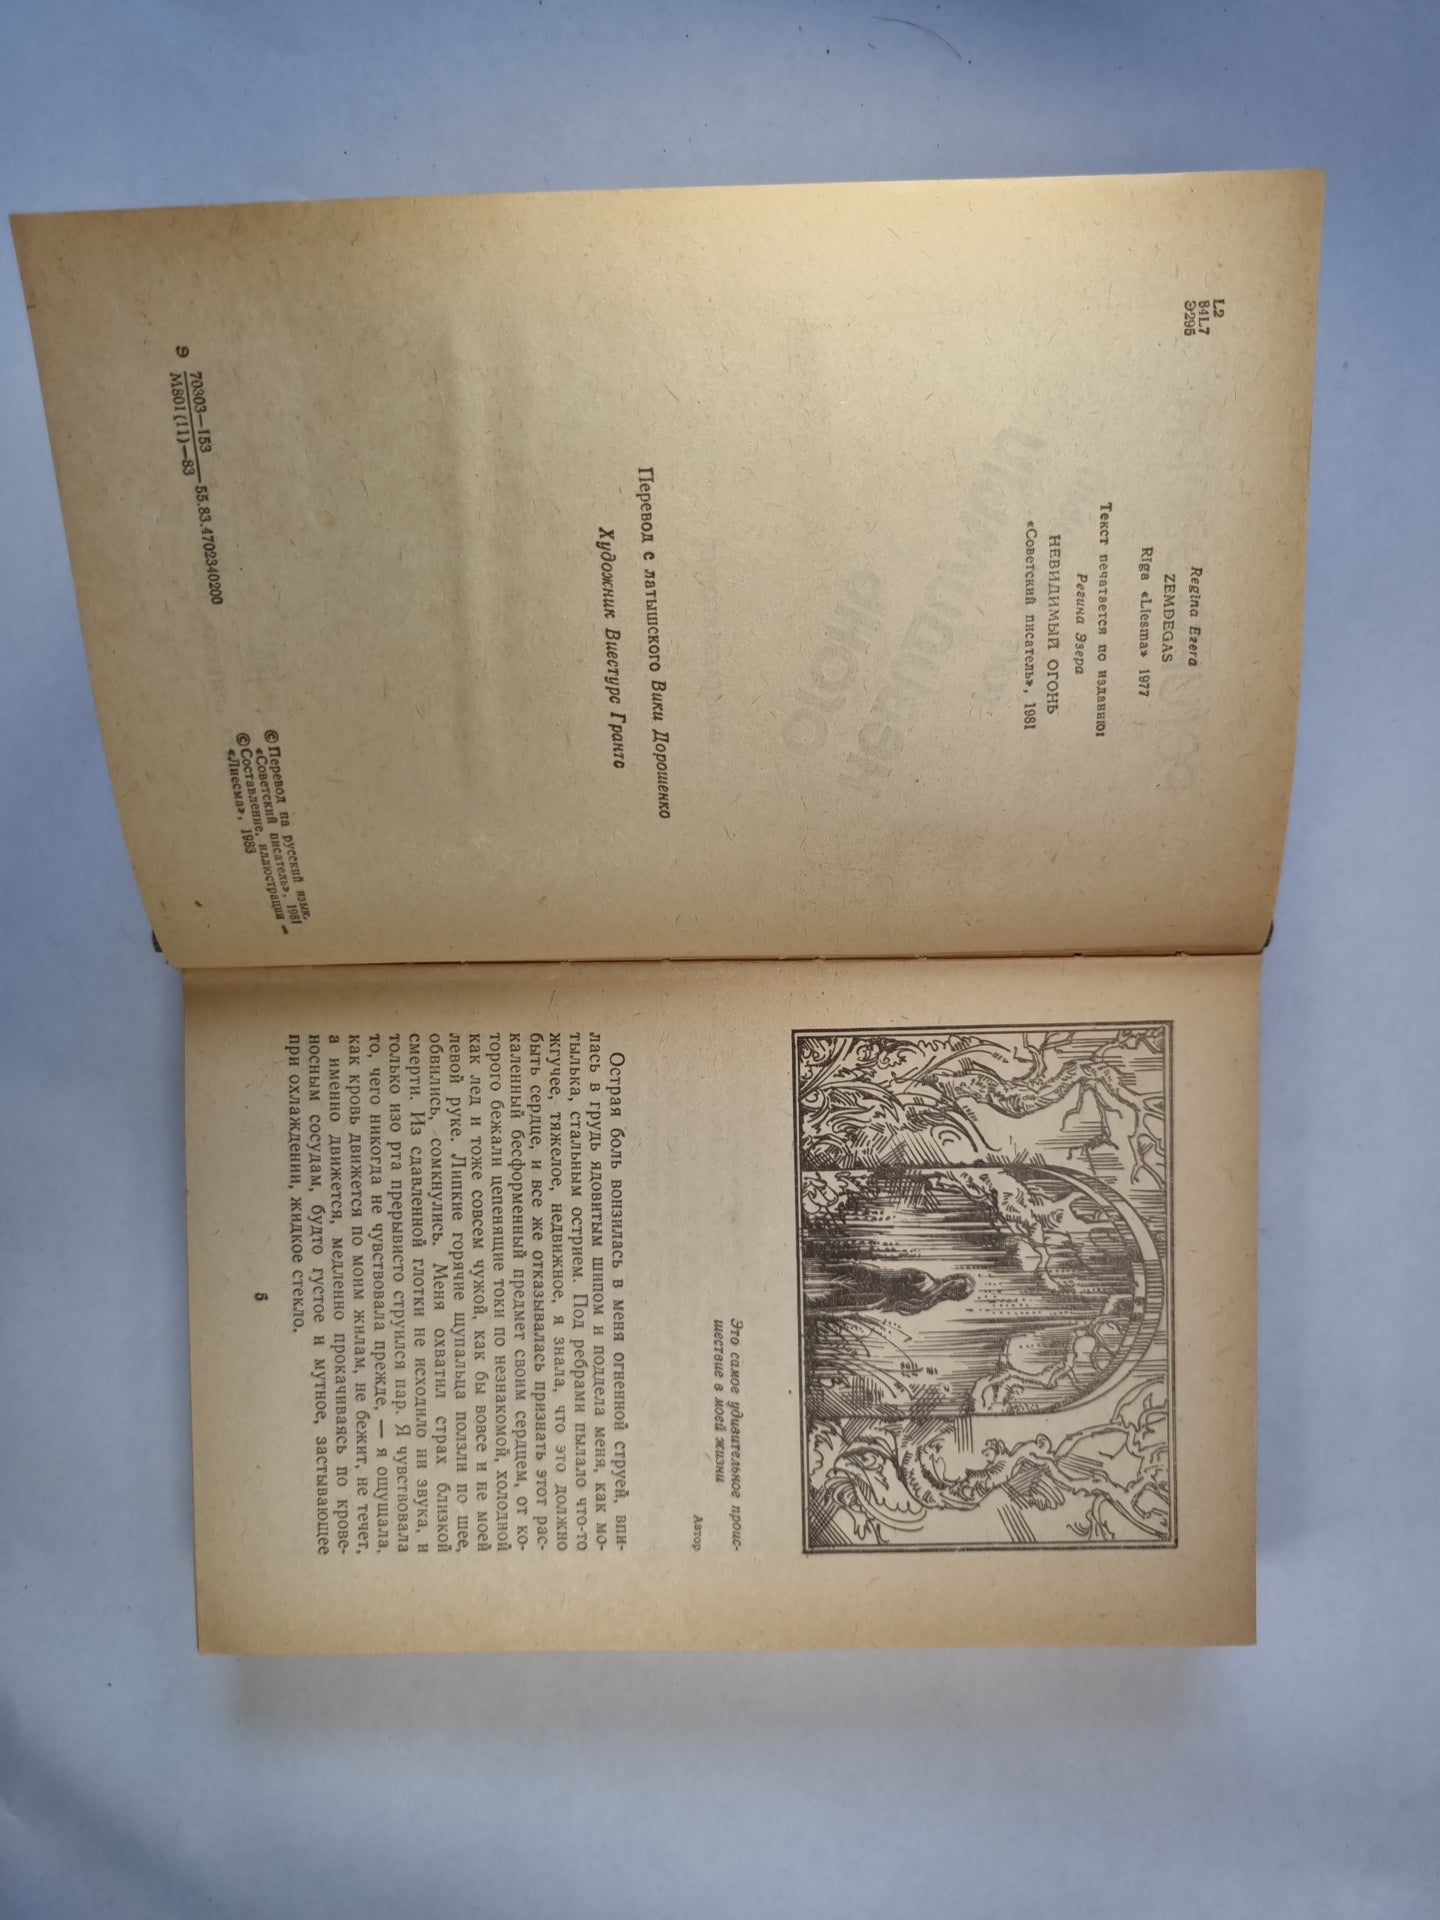 L2
84L7
Э295
Regina Ezera
ZEMDEGAS
Rīga «Liesma» 1977
Текст печатается по изданию:
Регина Эзера
НЕВИДИМЫЙ ОГОНЬ
«Советский писатель», 1981
Перевод с латышского Вики Дорошенко
Художник Виестурс Грантс
Э 70303—153
М801(11)—83 55.83.4702340200
© Перевод на русский язык,
«Советский писатель», 1981
© Составление, иллюстрации —
«Лиесма», 1983
Это самое удивительное проис-
шествие в моей жизни
Автор
Острая боль вонзилась в меня огненной струей, впи-
лась в грудь ядовитым шипом и поддела меня, как мо-
тылька, стальным острием. Под ребрами пылало что-то
жгучее, тяжелое, недвижное, я знала, что это должно
быть сердце, и все же отказывалась признать этот рас-
каленный бесформенный предмет своим сердцем, от ко-
торого бежали цепенящие токи по незнакомой, холодной
как лед и тоже совсем чужой, как бы вовсе и не моей
левой руке. Липкие горячие щупальца ползли по шее,
обвились, сомкнулись. Меня охватил страх близкой
смерти. Из сдавленной глотки не исходило ни звука, и
только изо рта прерывисто струился пар. Я чувствовала
то, чего никогда не чувствовала прежде, — я ощущала,
как кровь движется по моим жилам, не бежит, не течет,
а именно движется, медленно прокачиваясь по крове-
носным сосудам, будто густое и мутное, застывающее
при охлаждении, жидкое стекло.
5